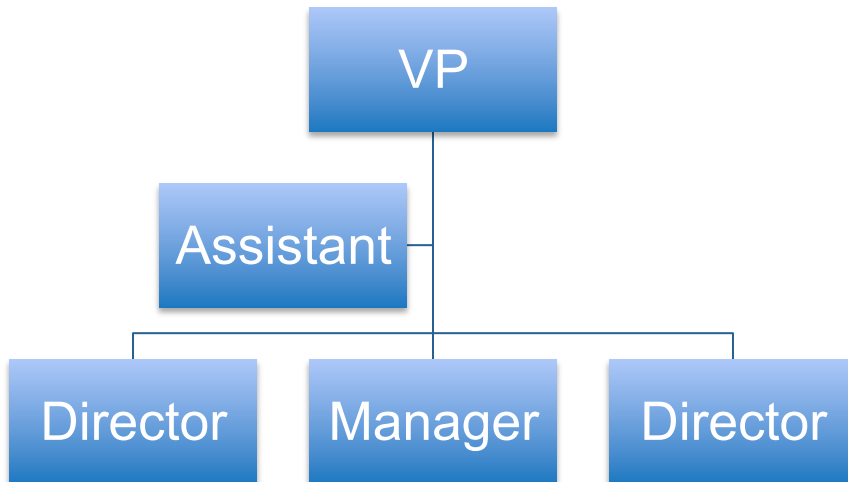 VP
Assistant
Director
Manager
Director